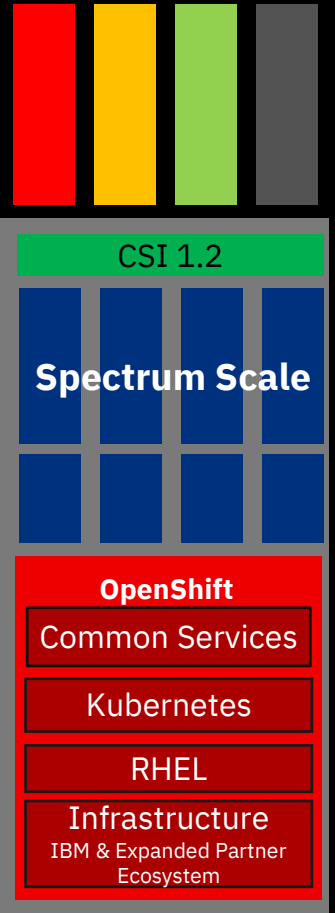 CSI 1.2
Spectrum Scale
OpenShift
Common Services
Kubernetes
RHEL
Infrastructure
IBM & Expanded Partner
Ecosystem